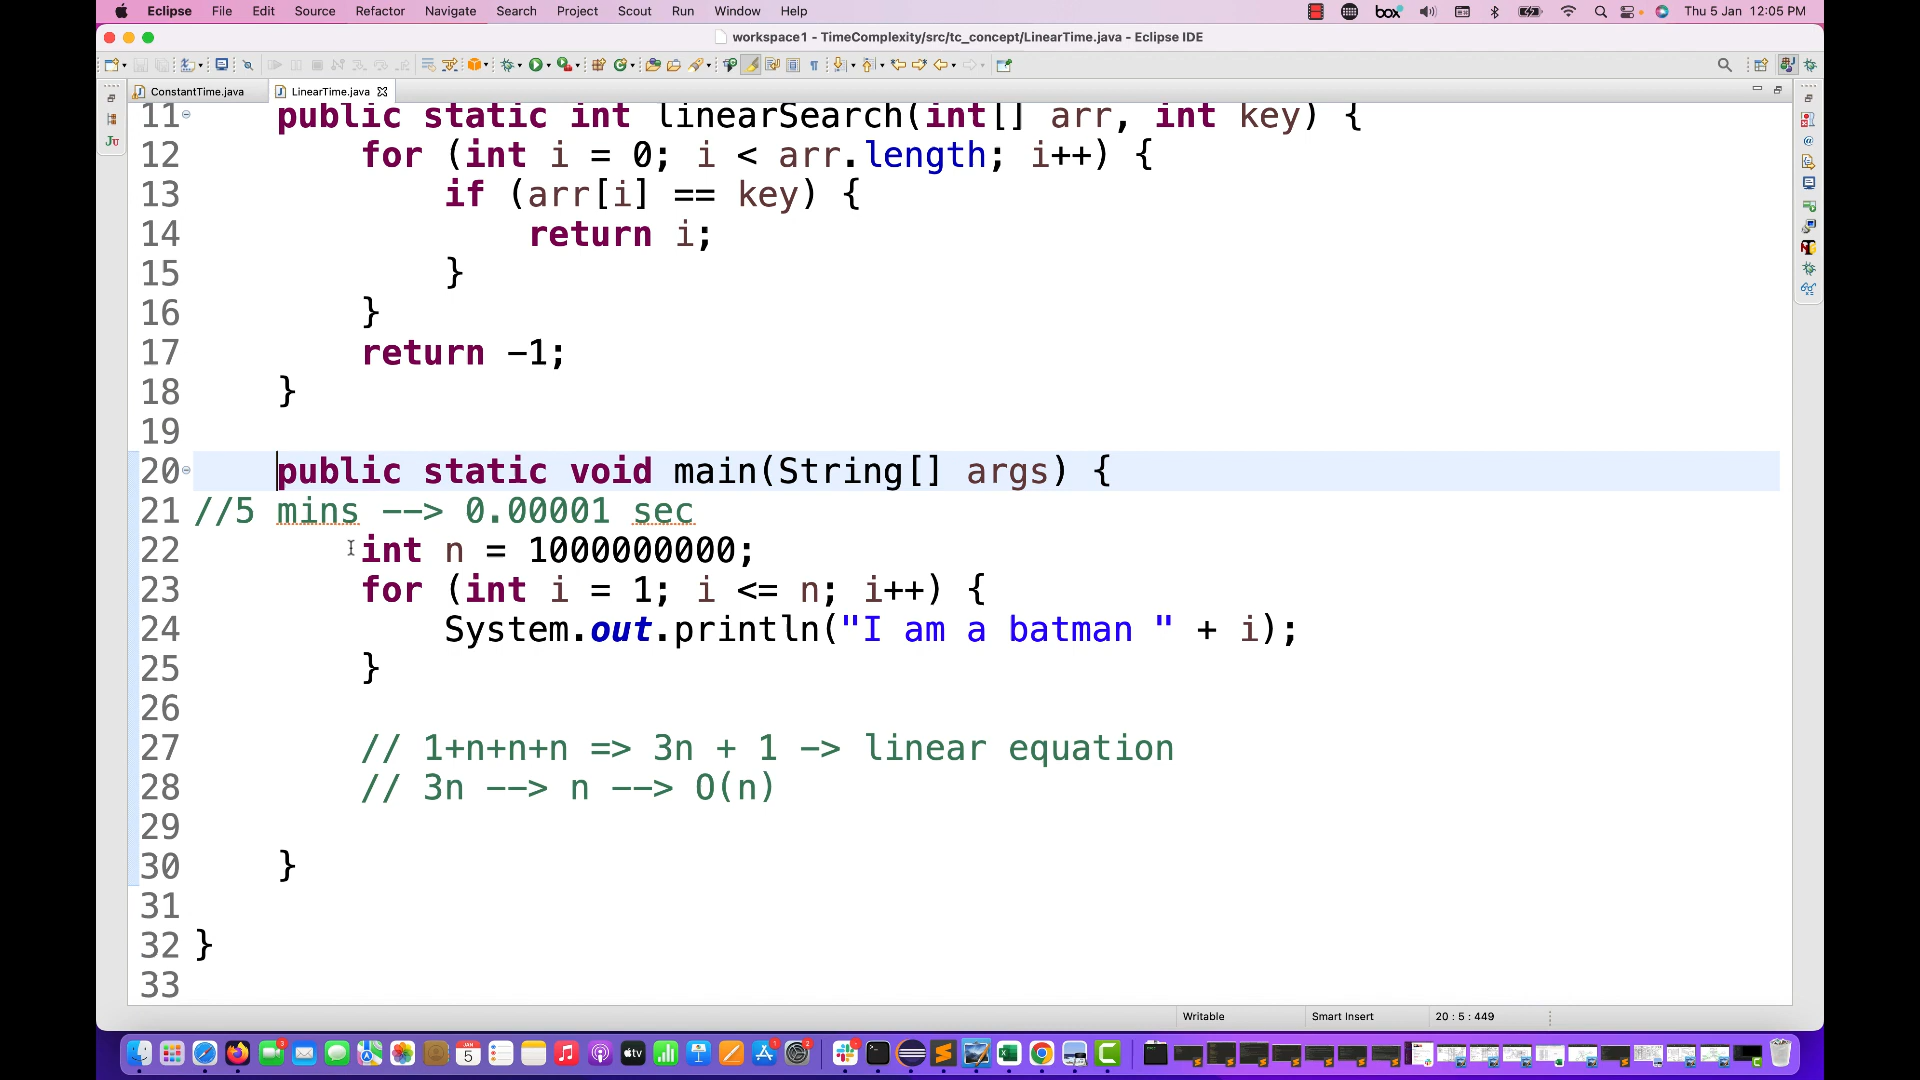 Eclipse File Edit Source Refactor Navigate Search Project Scout Run Window Help box Thu 5 Jan 12:05 PM
workspace1 - TimeComplexity/src/tc_concept/LinearTime.java - Eclipse IDE
ConstantTime.java LinearTime.java
11 public static int linearSearch(int[] arr, int key) {
12 for (int i = 0; i < arr.length; i++) {
13 if (arr[i] == key) {
14 return i;
15 }
16 }
17 return -1;
18 }
19
20 public static void main(String[] args) {
21 //5 mins --> 0.00001 sec
22 int n = 1000000000;
23 for (int i = 1; i <= n; i++) {
24 System.out.println("I am a batman " + i);
25 }
26
27 // 1+n+n+n => 3n + 1 -> linear equation
28 // 3n --> n --> O(n)
29
30 }
31
32 }
33
Writable Smart Insert 20 : 5 : 449